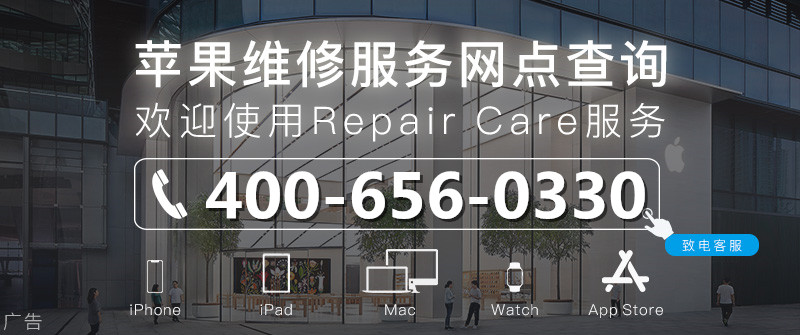 苹果维修服务网点查询
欢迎使用Repair Care服务
400-656-0330
致电客服
iPhone
iPad
Mac
Watch
App Store
广告